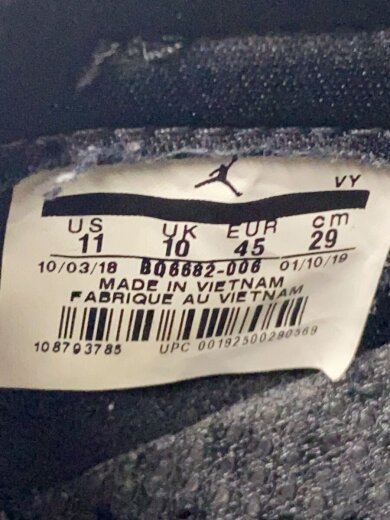 VY
US UK EUR cm
11 10 45 29
10/03/18 BQ6682-006 01/10/19
MADE IN VIETNAM
FABRIQUE AU VIETNAM
108793785 UPC 00192500290569